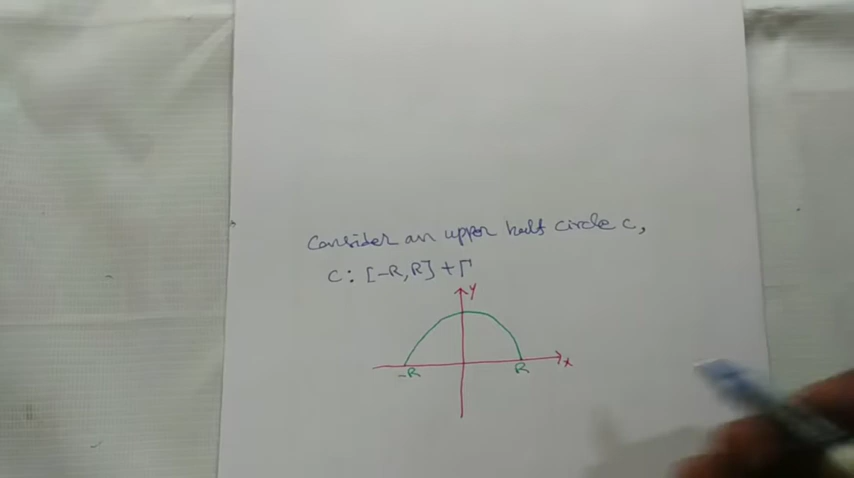 Consider an upper half circle C,
C: [-R, R] + Γ
y
-R R x